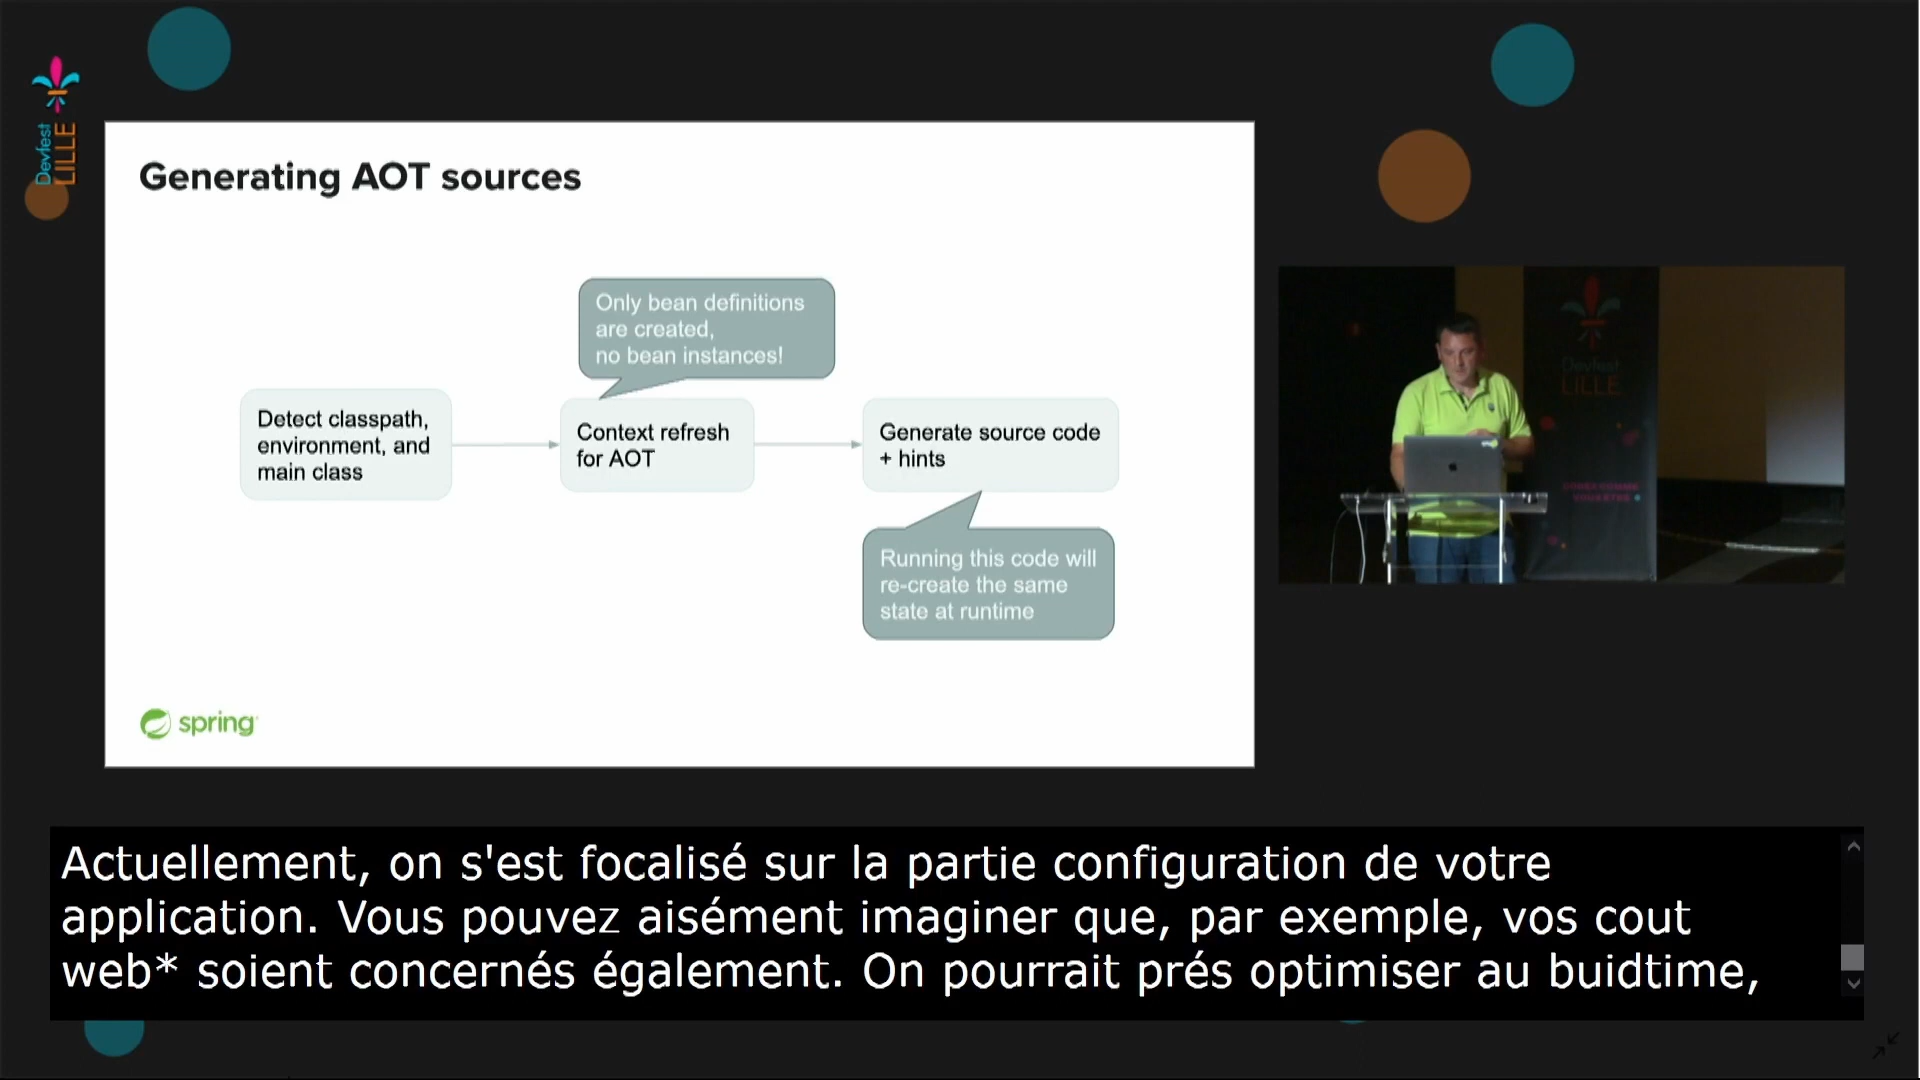 Devfest
LILLE
Generating AOT sources
Only bean definitions
are created,
no bean instances!
Detect classpath,
environment, and
main class
Context refresh
for AOT
Generate source code
+ hints
Running this code will
re-create the same
state at runtime
spring
Devfest
LILLE
Actuellement, on s'est focalisé sur la partie configuration de votre
application. Vous pouvez aisément imaginer que, par exemple, vos cout
web* soient concernés également. On pourrait prés optimiser au buidtime,